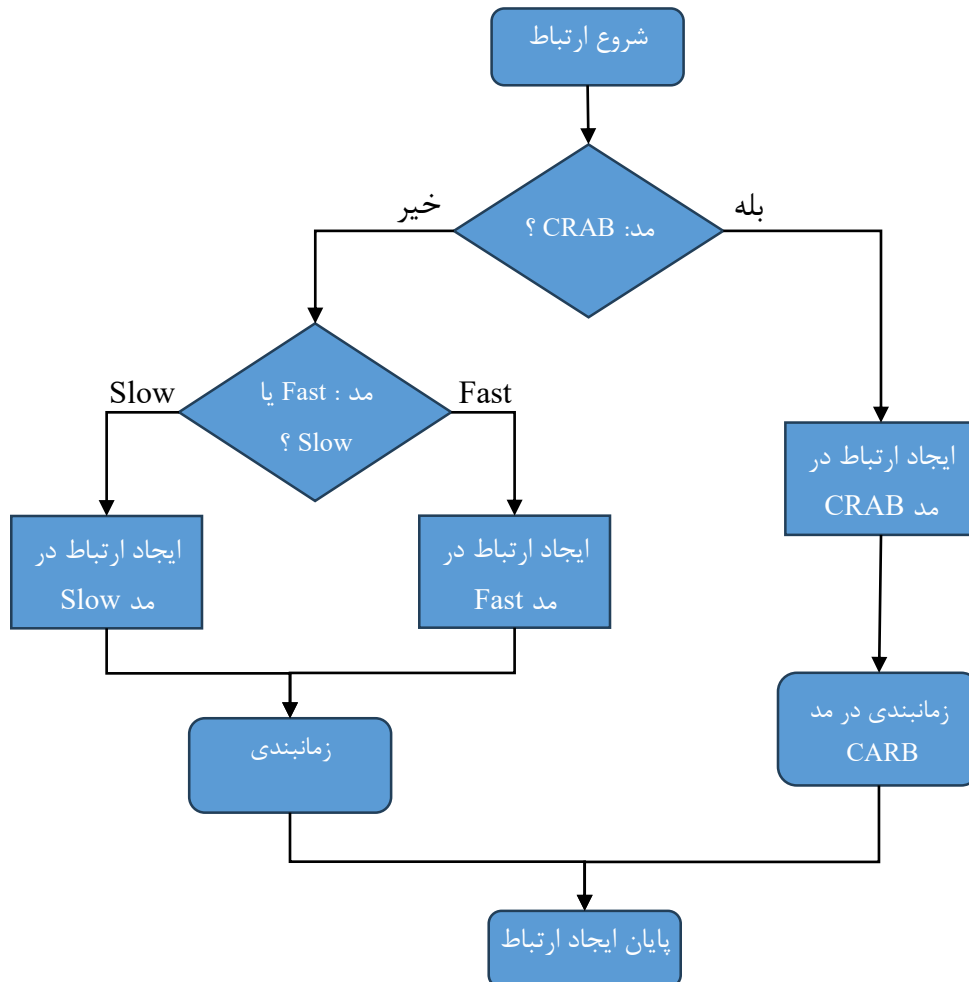 شروع ارتباط
مد: CRAB ؟
بله
خیر
مد : Fast یا
Slow ؟
Fast
Slow
ایجاد ارتباط در
مد CRAB
ایجاد ارتباط در
مد Fast
ایجاد ارتباط در
مد Slow
زمانبندی در مد
CARB
زمانبندی
پایان ایجاد ارتباط